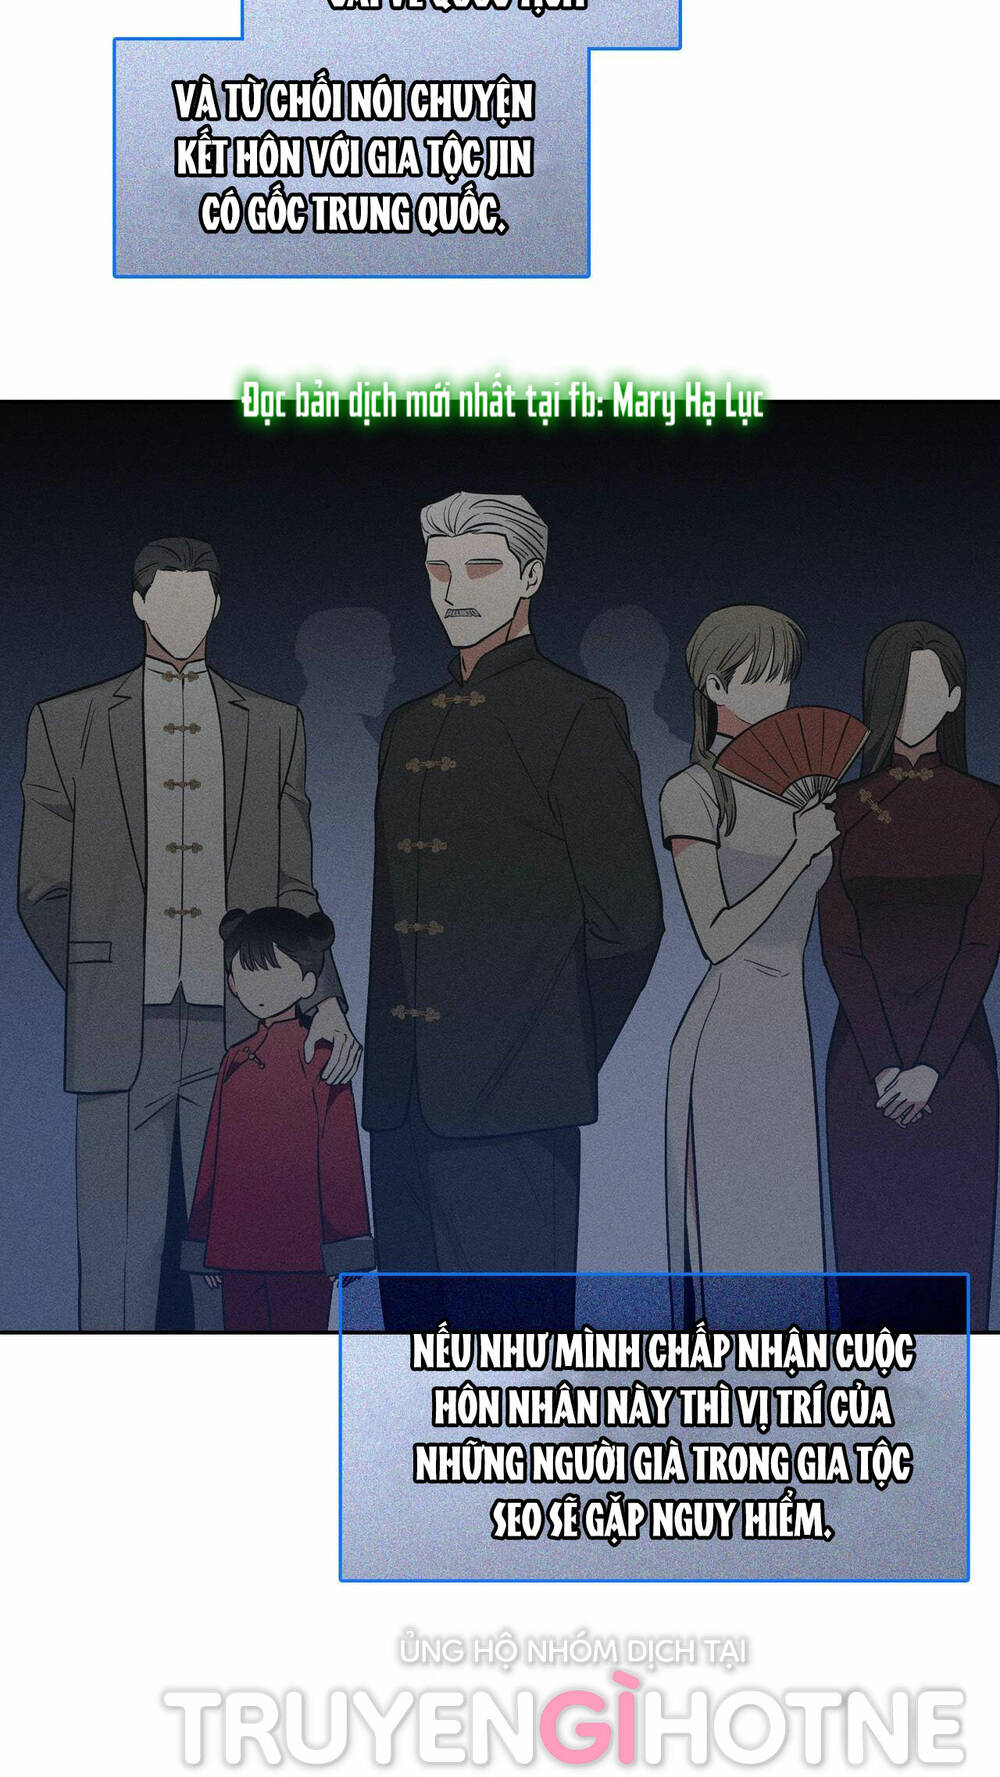 VÀ TỪ CHỐI NÓI CHUYỆN
KẾT HÔN VỚI GIA TỘC JIN
CÓ GỐC TRUNG QUỐC.
Đọc bản dịch mới nhất tại fb: Mary Hạ Lục
NẾU NHƯ MÌNH CHẤP NHẬN CUỘC
HÔN NHÂN NÀY THÌ VỊ TRÍ CỦA
NHỮNG NGƯỜI GIÀ TRONG GIA TỘC
SEO SẼ GẶP NGUY HIỂM.
ỦNG HỘ NHÓM DỊCH TẠI
TRUYENGIHOTNE